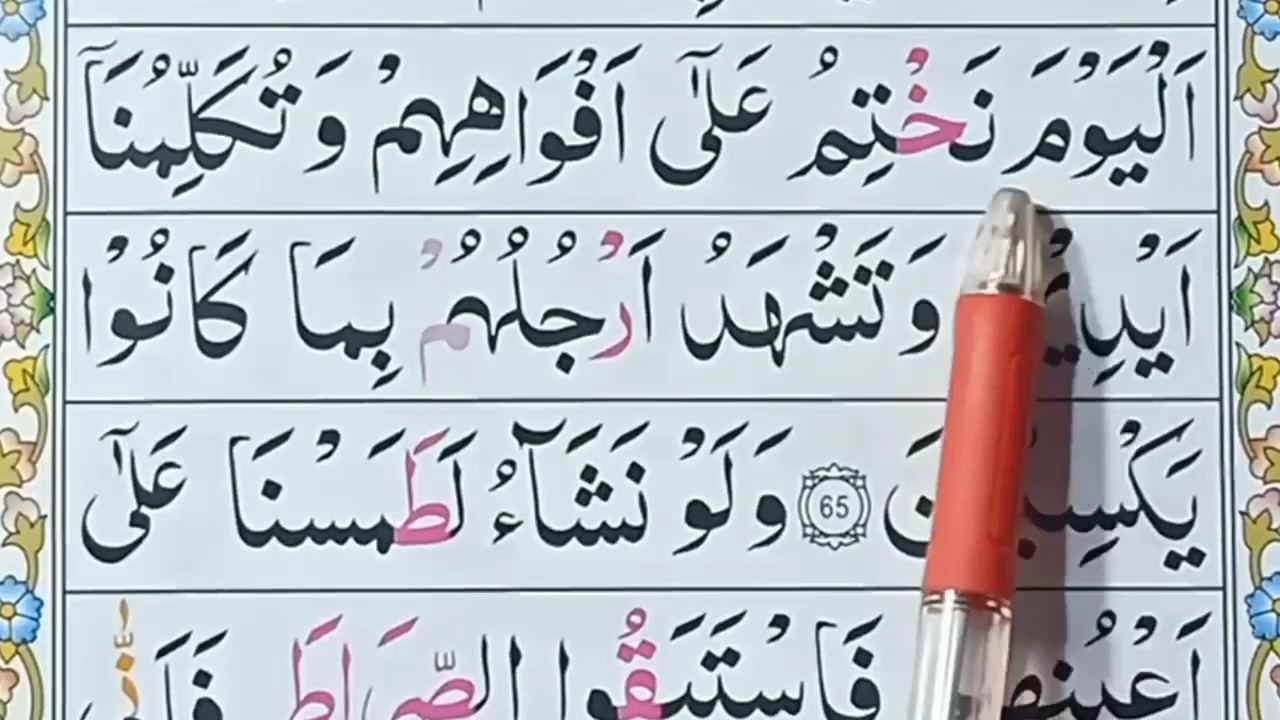 اَلْيَوْمَ نَخْتِمُ عَلٰٓى اَفْوَاهِهِمْ وَتُكَلِّمُنَاۤ
وَتَشْهَدُ اَرْجُلُهُمْ بِمَا كَانُوْا
65 وَلَوْ نَشَآءُ لَطَمَسْنَا عَلٰٓى
فَاسْتَبَقُوا الصِّرَاطَ